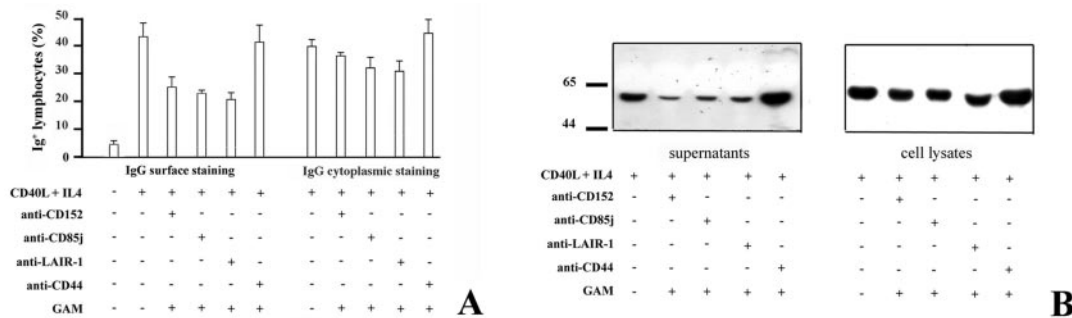 Ig⁺ lymphocytes (%)
50
40
30
20
10
0
IgG surface staining IgG cytoplasmic staining
CD40L + IL4 - + + + + + + + + + +
anti-CD152 - - + - - - - + - - -
anti-CD85j - - - + - - - - + - -
anti-LAIR-1 - - - - + - - - - + -
anti-CD44 - - - - - + - - - - +
GAM - - + + + + - + + + +
A
65
44
supernatants cell lysates
CD40L + IL4 + + + + + + + + + +
anti-CD152 - + - - - - + - - -
anti-CD85j - - + - - - - + - -
anti-LAIR-1 - - - + - - - - + -
anti-CD44 - - - - + - - - - +
GAM - + + + + - + + + +
B